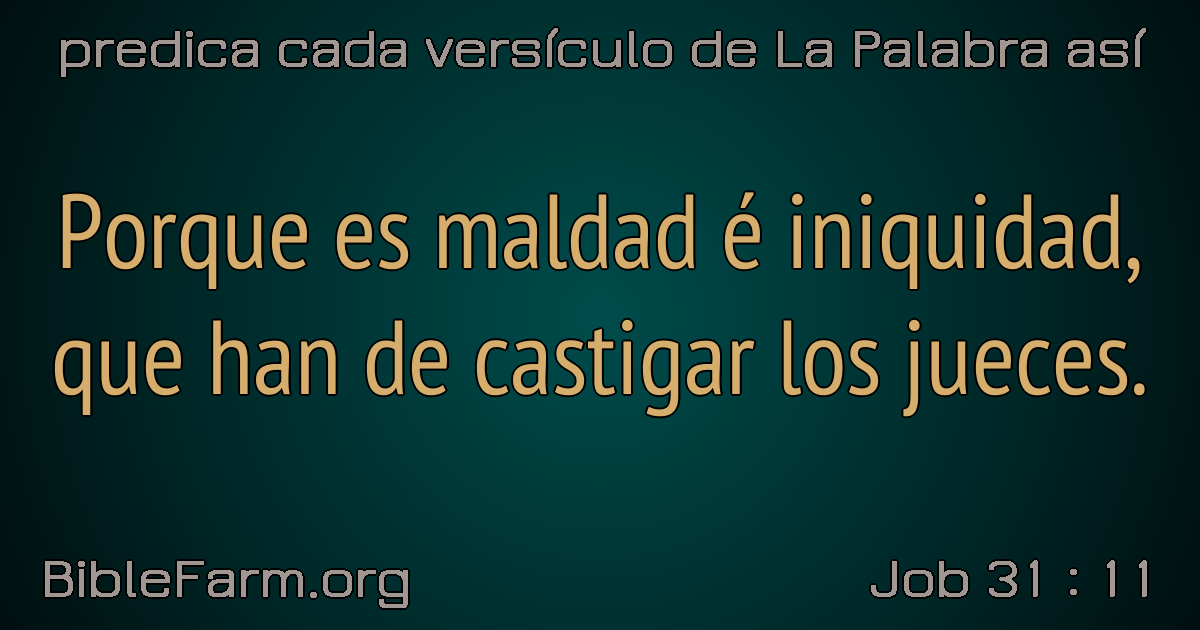 predica cada versículo de La Palabra así
Porque es maldad é iniquidad,
que han de castigar los jueces.
BibleFarm.org
Job 31 : 11